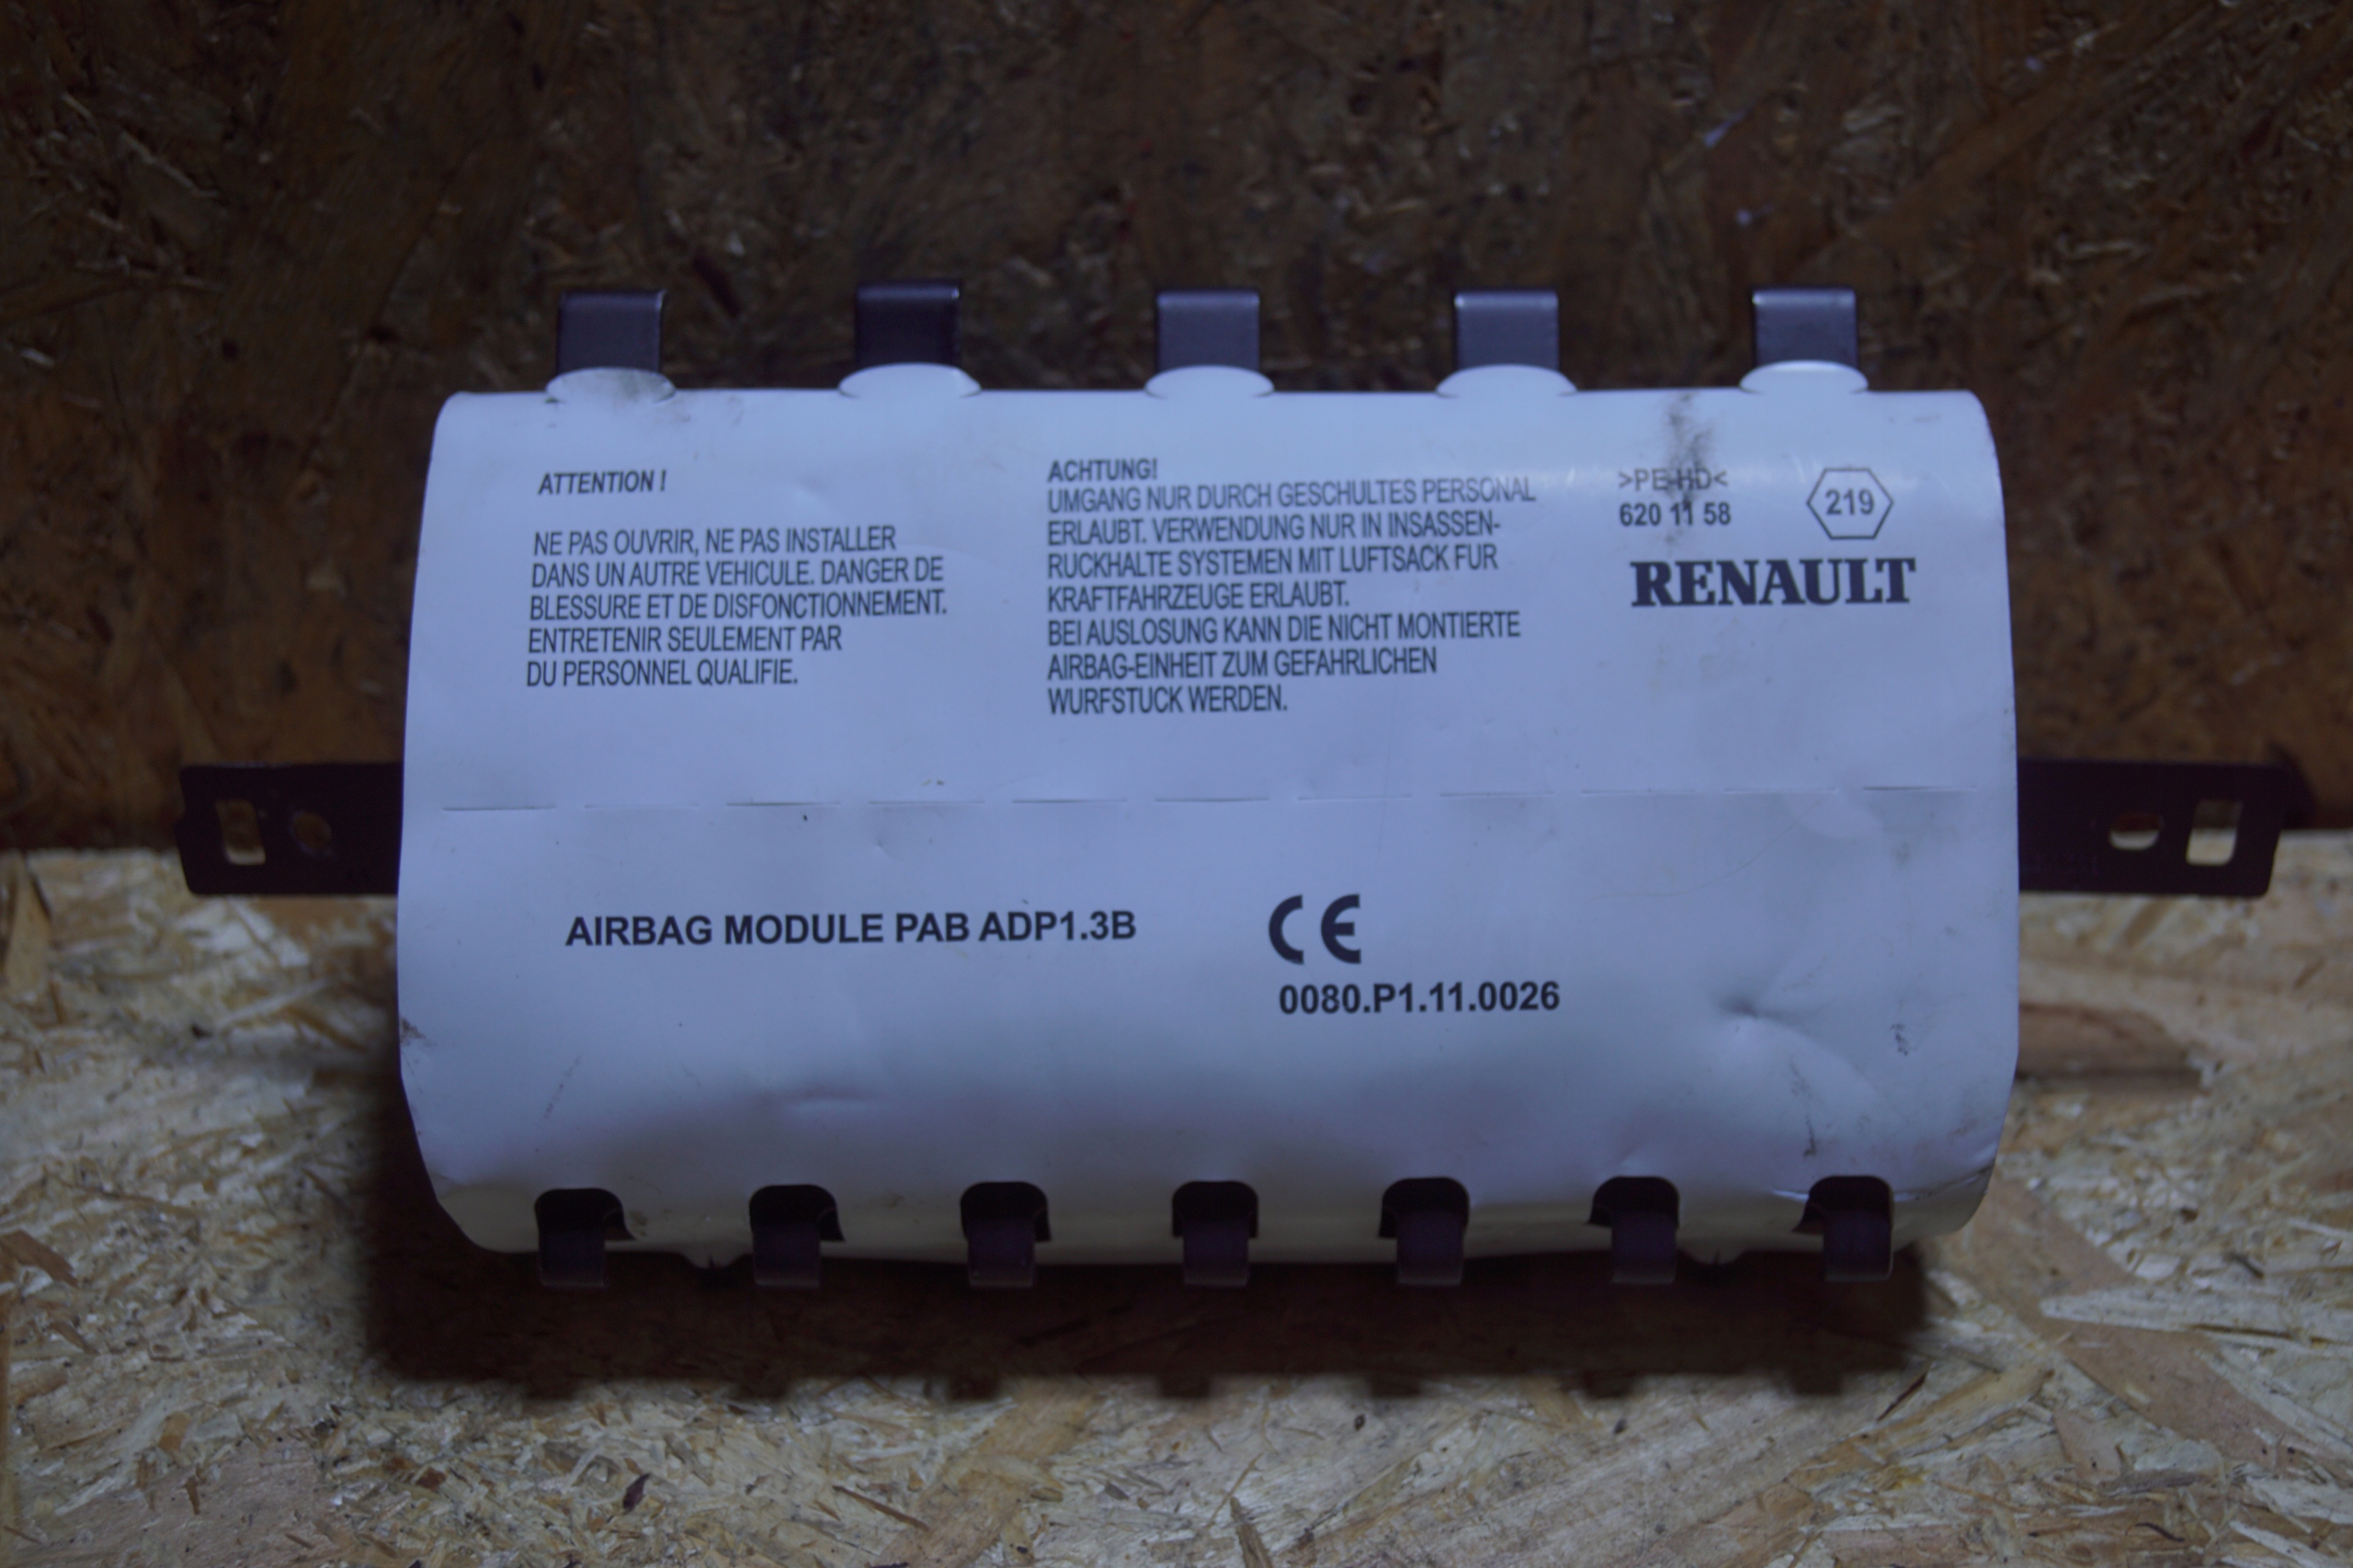 ATTENTION !
NE PAS OUVRIR, NE PAS INSTALLER
DANS UN AUTRE VEHICULE. DANGER DE
BLESSURE ET DE DISFONCTIONNEMENT.
ENTRETENIR SEULEMENT PAR
DU PERSONNEL QUALIFIE.
ACHTUNG!
UMGANG NUR DURCH GESCHULTES PERSONAL
ERLAUBT. VERWENDUNG NUR IN INSASSEN-
RUCKHALTE SYSTEMEN MIT LUFTSACK FUR
KRAFTFAHRZEUGE ERLAUBT.
BEI AUSLOSUNG KANN DIE NICHT MONTIERTE
AIRBAG-EINHEIT ZUM GEFAHRLICHEN
WURFSTUCK WERDEN.
>PE-HD<
620 11 58
219
RENAULT
AIRBAG MODULE PAB ADP1.3B
CE
0080.P1.11.0026